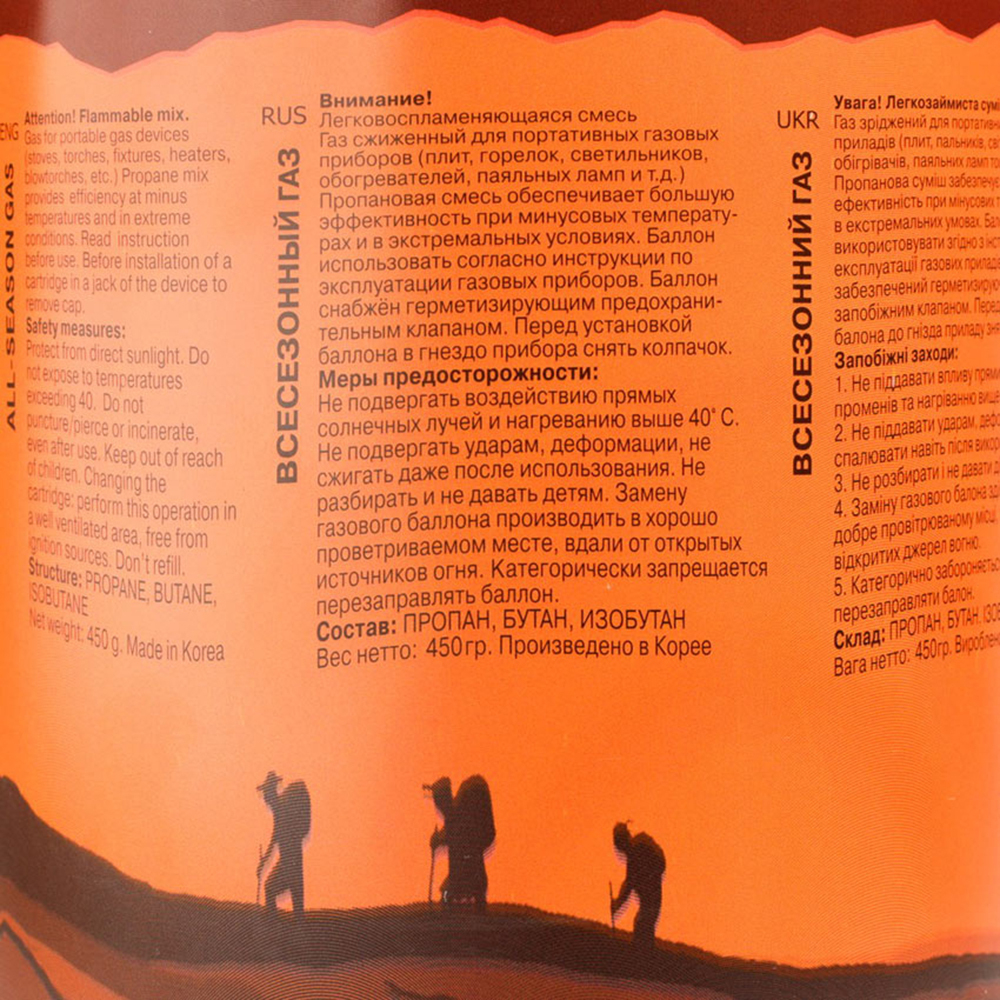 ENG
ALL-SEASON GAS
Attention! Flammable mix.
Gas for portable gas devices
(stoves, torches, fixtures, heaters,
blowtorches, etc.) Propane mix
provides efficiency at minus
temperatures and in extreme
conditions. Read instruction
before use. Before installation of a
cartridge in a jack of the device to
remove cap.
Safety measures:
Protect from direct sunlight. Do
not expose to temperatures
exceeding 40. Do not
puncture/pierce or incinerate,
even after use. Keep out of reach
of children. Changing the
cartridge: perform this operation in
a well ventilated area, free from
ignition sources. Don't refill.
Structure: PROPANE, BUTANE,
ISOBUTANE
Net weight: 450 g. Made in Korea
RUS
ВСЕСЕЗОННЫЙ ГАЗ
Внимание!
Легковоспламеняющаяся смесь
Газ сжиженный для портативных газовых
приборов (плит, горелок, светильников,
обогревателей, паяльных ламп и т.д.)
Пропановая смесь обеспечивает большую
эффективность при минусовых температу-
рах и в экстремальных условиях. Баллон
использовать согласно инструкции по
эксплуатации газовых приборов. Баллон
снабжён герметизирующим предохрани-
тельным клапаном. Перед установкой
баллона в гнездо прибора снять колпачок.
Меры предосторожности:
Не подвергать воздействию прямых
солнечных лучей и нагреванию выше 40° С.
Не подвергать ударам, деформации, не
сжигать даже после использования. Не
разбирать и не давать детям. Замену
газового баллона производить в хорошо
проветриваемом месте, вдали от открытых
источников огня. Категорически запрещается
перезаправлять баллон.
Состав: ПРОПАН, БУТАН, ИЗОБУТАН
Вес нетто: 450гр. Произведено в Корее
UKR
ВСЕСЕЗОННИЙ ГАЗ
Увага! Легкозаймиста
Газ зріджений для
приладів (плит, пальників,
обігрівачів, паяльних ламп
Пропанова суміш
ефективність при мінусових
в екстремальних умовах.
використовувати згідно з
експлуатації газових
забезпечений
запобіжним клапаном.
балона до гнізда приладу
Запобіжні заходи:
1. Не піддавати впливу
променів та нагріванню
2. Не піддавати ударам,
спалювати навіть після
3. Не розбирати і не давати
4. Заміну газового балона
добре провітрюваному місці
відкритих джерел вогню.
5. Категорично
перезаправляти балон.
Склад: ПРОПАН, БУТАН,
Вага нетто: 450гр.